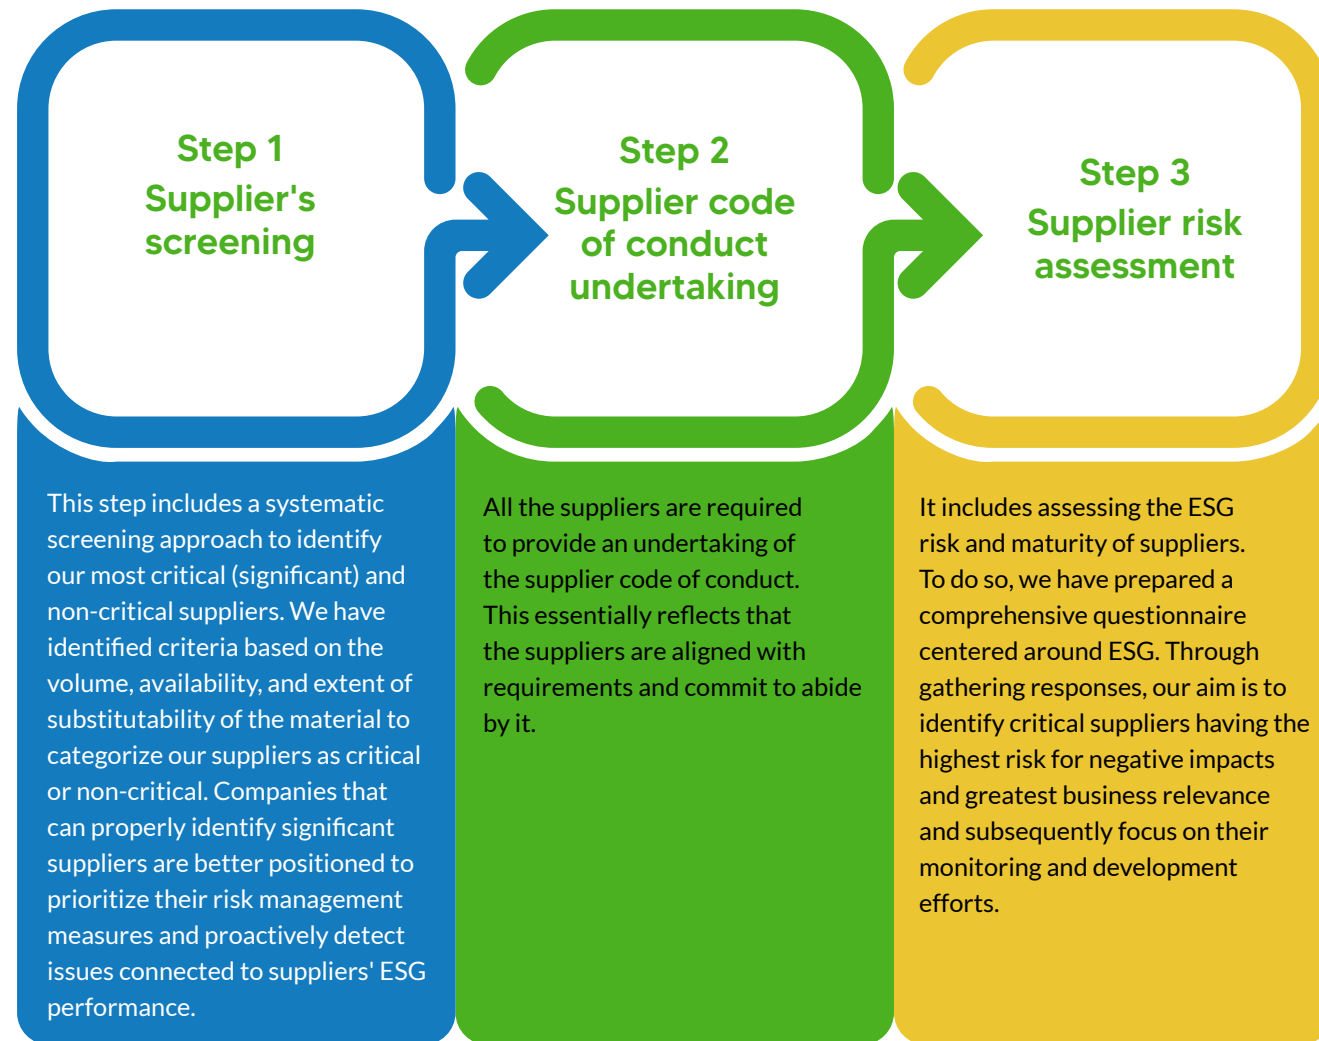 Step 1
Supplier's
screening
This step includes a systematic
screening approach to identify
our most critical (significant) and
non-critical suppliers. We have
identified criteria based on the
volume, availability, and extent of
substitutability of the material to
categorize our suppliers as critical
or non-critical. Companies that
can properly identify significant
suppliers are better positioned to
prioritize their risk management
measures and proactively detect
issues connected to suppliers' ESG
performance.
Step 2
Supplier code
of conduct
undertaking
All the suppliers are required
to provide an undertaking of
the supplier code of conduct.
This essentially reflects that
the suppliers are aligned with
requirements and commit to abide
by it.
Step 3
Supplier risk
assessment
It includes assessing the ESG
risk and maturity of suppliers.
To do so, we have prepared a
comprehensive questionnaire
centered around ESG. Through
gathering responses, our aim is to
identify critical suppliers having the
highest risk for negative impacts
and greatest business relevance
and subsequently focus on their
monitoring and development
efforts.